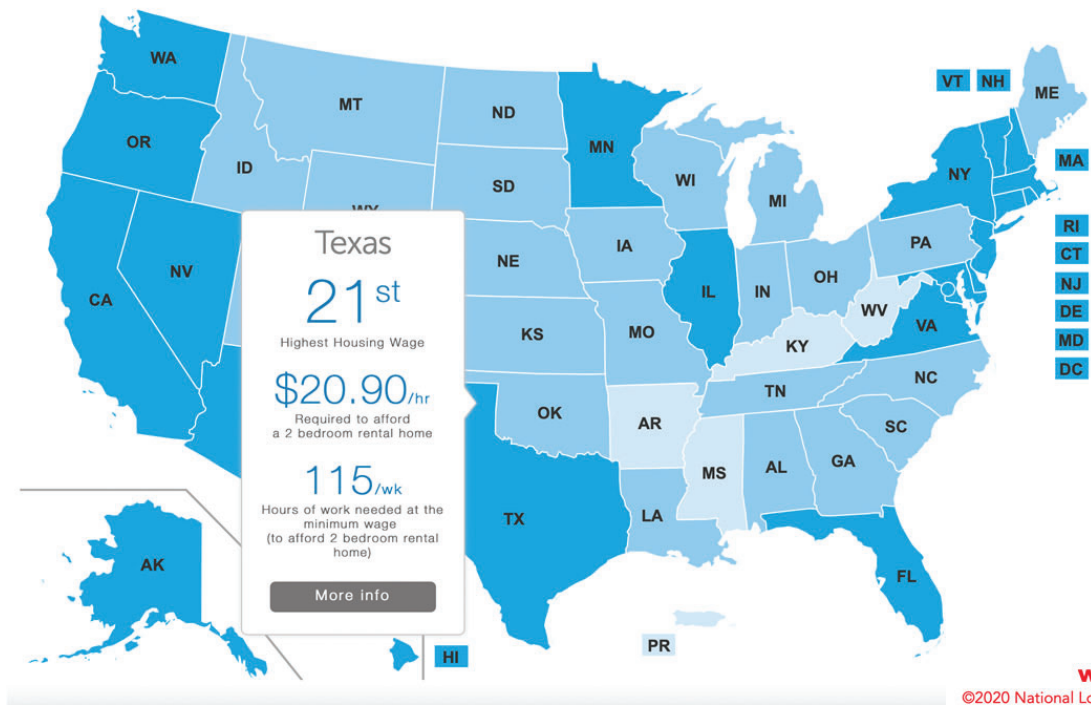 WA
OR
CA
NV
ID
MT
WY
ND
SD
NE
KS
OK
TX
MN
IA
MO
AR
LA
WI
IL
MI
IN
OH
KY
TN
MS
AL
GA
FL
SC
NC
VA
WV
PA
NY
VT
NH
ME
MA
RI
CT
NJ
DE
MD
DC
Texas
21st
Highest Housing Wage
$20.90/hr
Required to afford
a 2 bedroom rental home
115/wk
Hours of work needed at the
minimum wage
(to afford 2 bedroom rental
home)
More info
AK
HI
PR
©2020 National